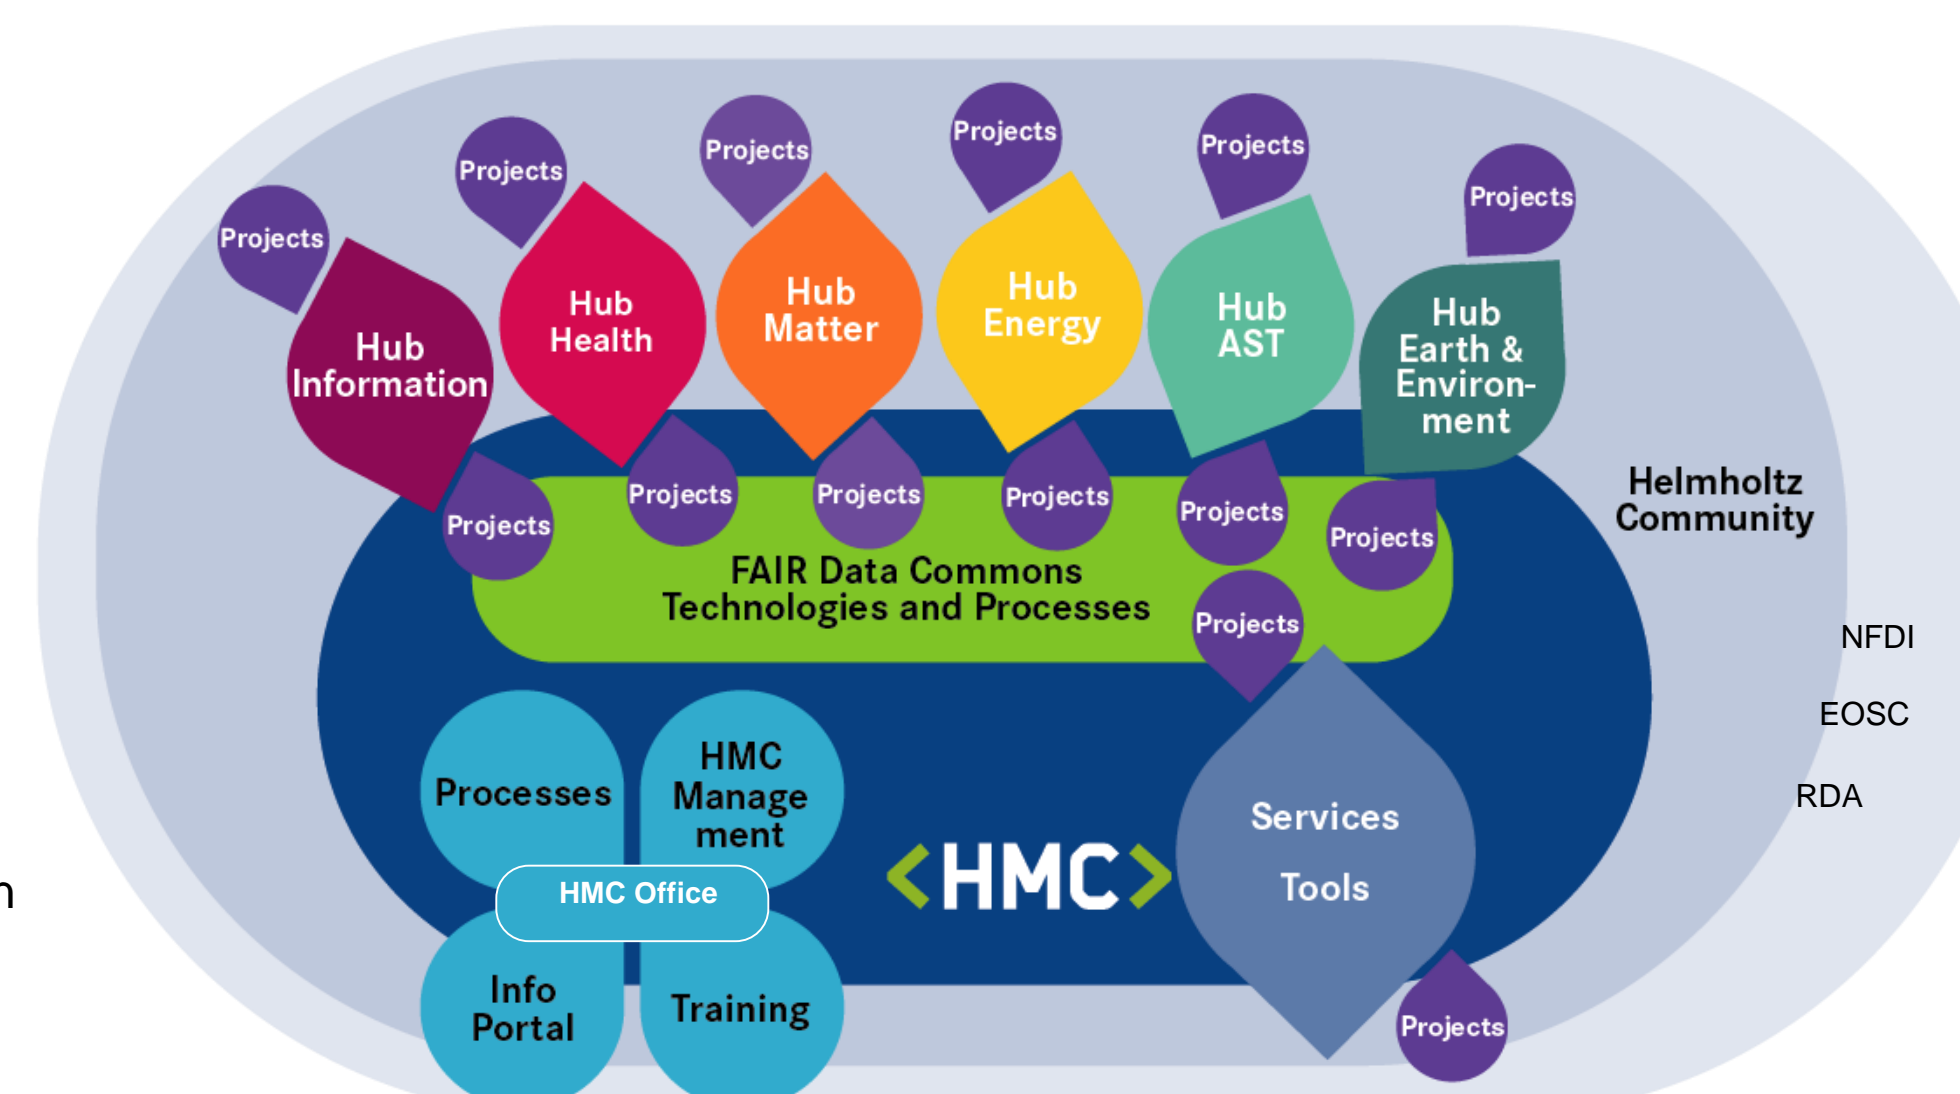 Projects
Projects
Projects
Projects
Projects
Projects
Hub
Information
Hub
Health
Hub
Matter
Hub
Energy
Hub
AST
Hub
Earth &
Environ-
ment
Helmholtz
Community
Projects
Projects
Projects
Projects
Projects
Projects
FAIR Data Commons
Technologies and Processes
Projects
NFDI
EOSC
RDA
Processes
HMC
Manage
ment
HMC Office
Info
Portal
Training
<HMC>
Services
Tools
Projects
n